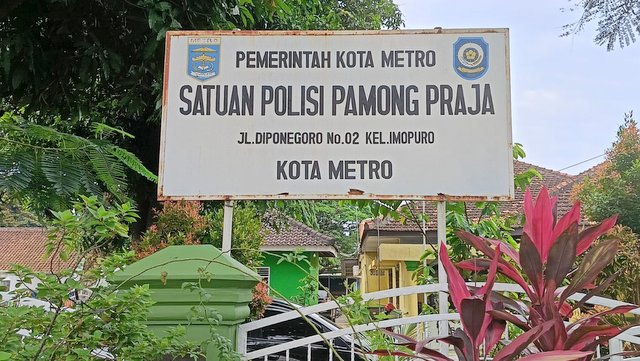 PEMERINTAH KOTA METRO
SATUAN POLISI PAMONG PRAJA
JL.DIPONEGORO No.02 KEL.IMOPURO
KOTA METRO